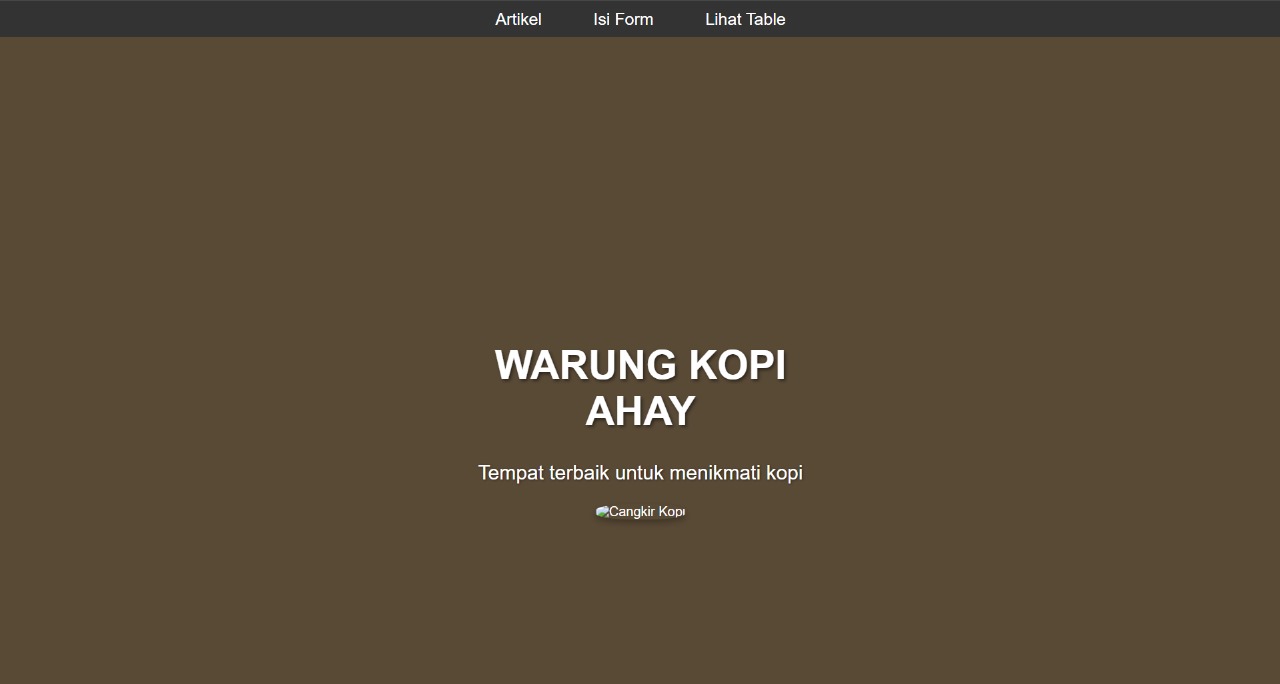 Artikel Isi Form Lihat Table
WARUNG KOPI
AHAY
Tempat terbaik untuk menikmati kopi
Cangkir Kopi